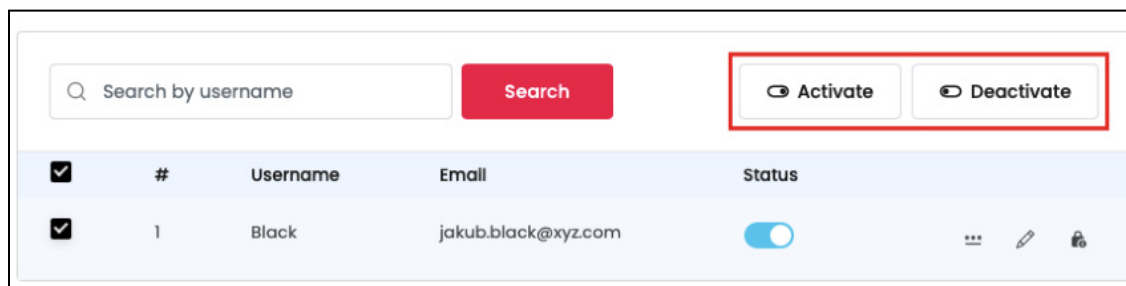 Search by username Search Activate Deactivate
# Username Email Status
1 Black jakub.black@xyz.com